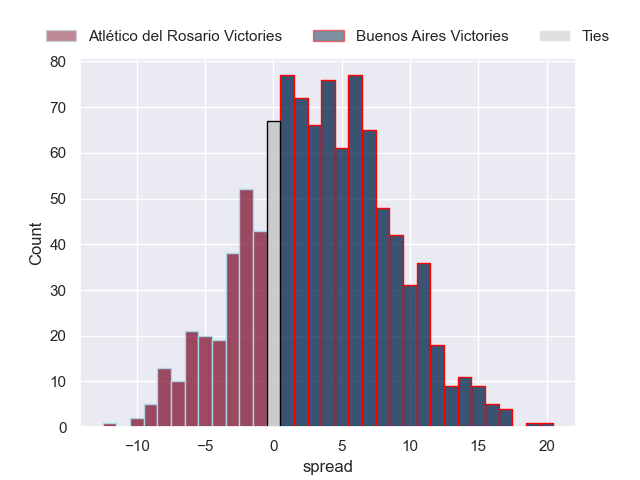 Atlético del Rosario Victories Buenos Aires Victories Ties
80
70
60
50
40
30
20
10
0
Count
−10 −5 0 5 10 15 20
spread